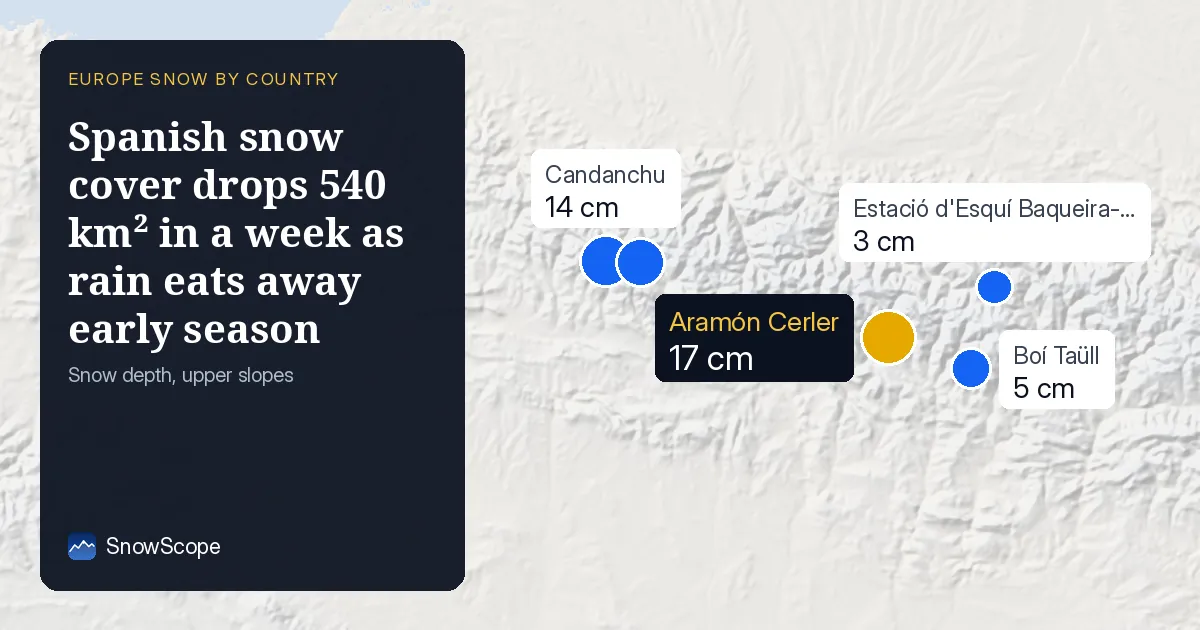 EUROPE SNOW BY COUNTRY
Spanish snow
cover drops 540
km² in a week as
rain eats away
early season
Snow depth, upper slopes
SnowScope
Candanchu
14 cm
Estació d'Esquí Baqueira-...
3 cm
Aramón Cerler
17 cm
Boí Taüll
5 cm